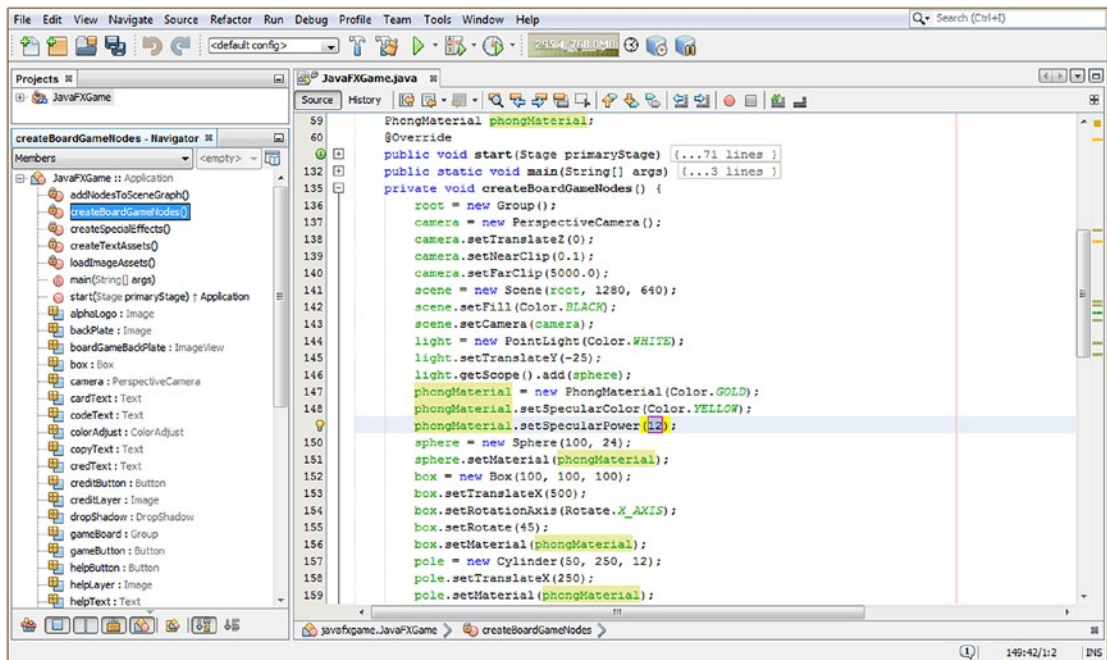 File Edit View Navigate Source Refactor Run Debug Profile Team Tools Window Help
Search (Ctrl+I)
<default config>
Projects
JavaFXGame
createBoardGameNodes - Navigator
Members
<empty>
JavaFXGame :: Application
addNodesToSceneGraph()
createBoardGameNodes()
createSpecialEffects()
createTextAssets()
loadImageAssets()
main(String[] args)
start(Stage primaryStage) ↑ Application
alphaLogo : Image
backPlate : Image
boardGameBackPlate : ImageView
box : Box
camera : PerspectiveCamera
cardText : Text
codeText : Text
colorAdjust : ColorAdjust
copyText : Text
credText : Text
creditButton : Button
creditLayer : Image
dropShadow : DropShadow
gameBoard : Group
gameButton : Button
helpButton : Button
helpLayer : Image
helpText : Text
JavaFXGame.java
Source History
59 PhongMaterial phongMaterial;
60 @Override
public void start(Stage primaryStage) {...71 lines }
132 public static void main(String[] args) {...3 lines }
135 private void createBoardGameNodes() {
136 root = new Group();
137 camera = new PerspectiveCamera();
138 camera.setTranslateZ(0);
139 camera.setNearClip(0.1);
140 camera.setFarClip(5000.0);
141 scene = new Scene(root, 1280, 640);
142 scene.setFill(Color.BLACK);
143 scene.setCamera(camera);
144 light = new PointLight(Color.WHITE);
145 light.setTranslateY(-25);
146 light.getScope().add(sphere);
147 phongMaterial = new PhongMaterial(Color.GOLD);
148 phongMaterial.setSpecularColor(Color.YELLOW);
phongMaterial.setSpecularPower(12);
150 sphere = new Sphere(100, 24);
151 sphere.setMaterial(phongMaterial);
152 box = new Box(100, 100, 100);
153 box.setTranslateX(500);
154 box.setRotationAxis(Rotate.X_AXIS);
155 box.setRotate(45);
156 box.setMaterial(phongMaterial);
157 pole = new Cylinder(50, 250, 12);
158 pole.setTranslateX(250);
159 pole.setMaterial(phongMaterial);
javafxgame.JavaFXGame
createBoardGameNodes
1
149:42/1:2
INS